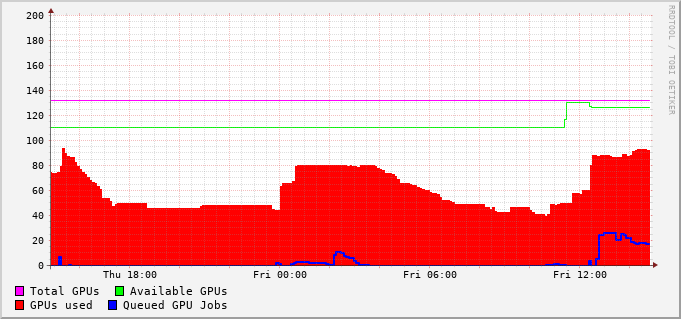 200
180
160
140
120
100
80
60
40
20
0
Thu 18:00 Fri 00:00 Fri 06:00 Fri 12:00
Total GPUs Available GPUs
GPUs used Queued GPU Jobs
RRDTOOL / TOBI OETIKER